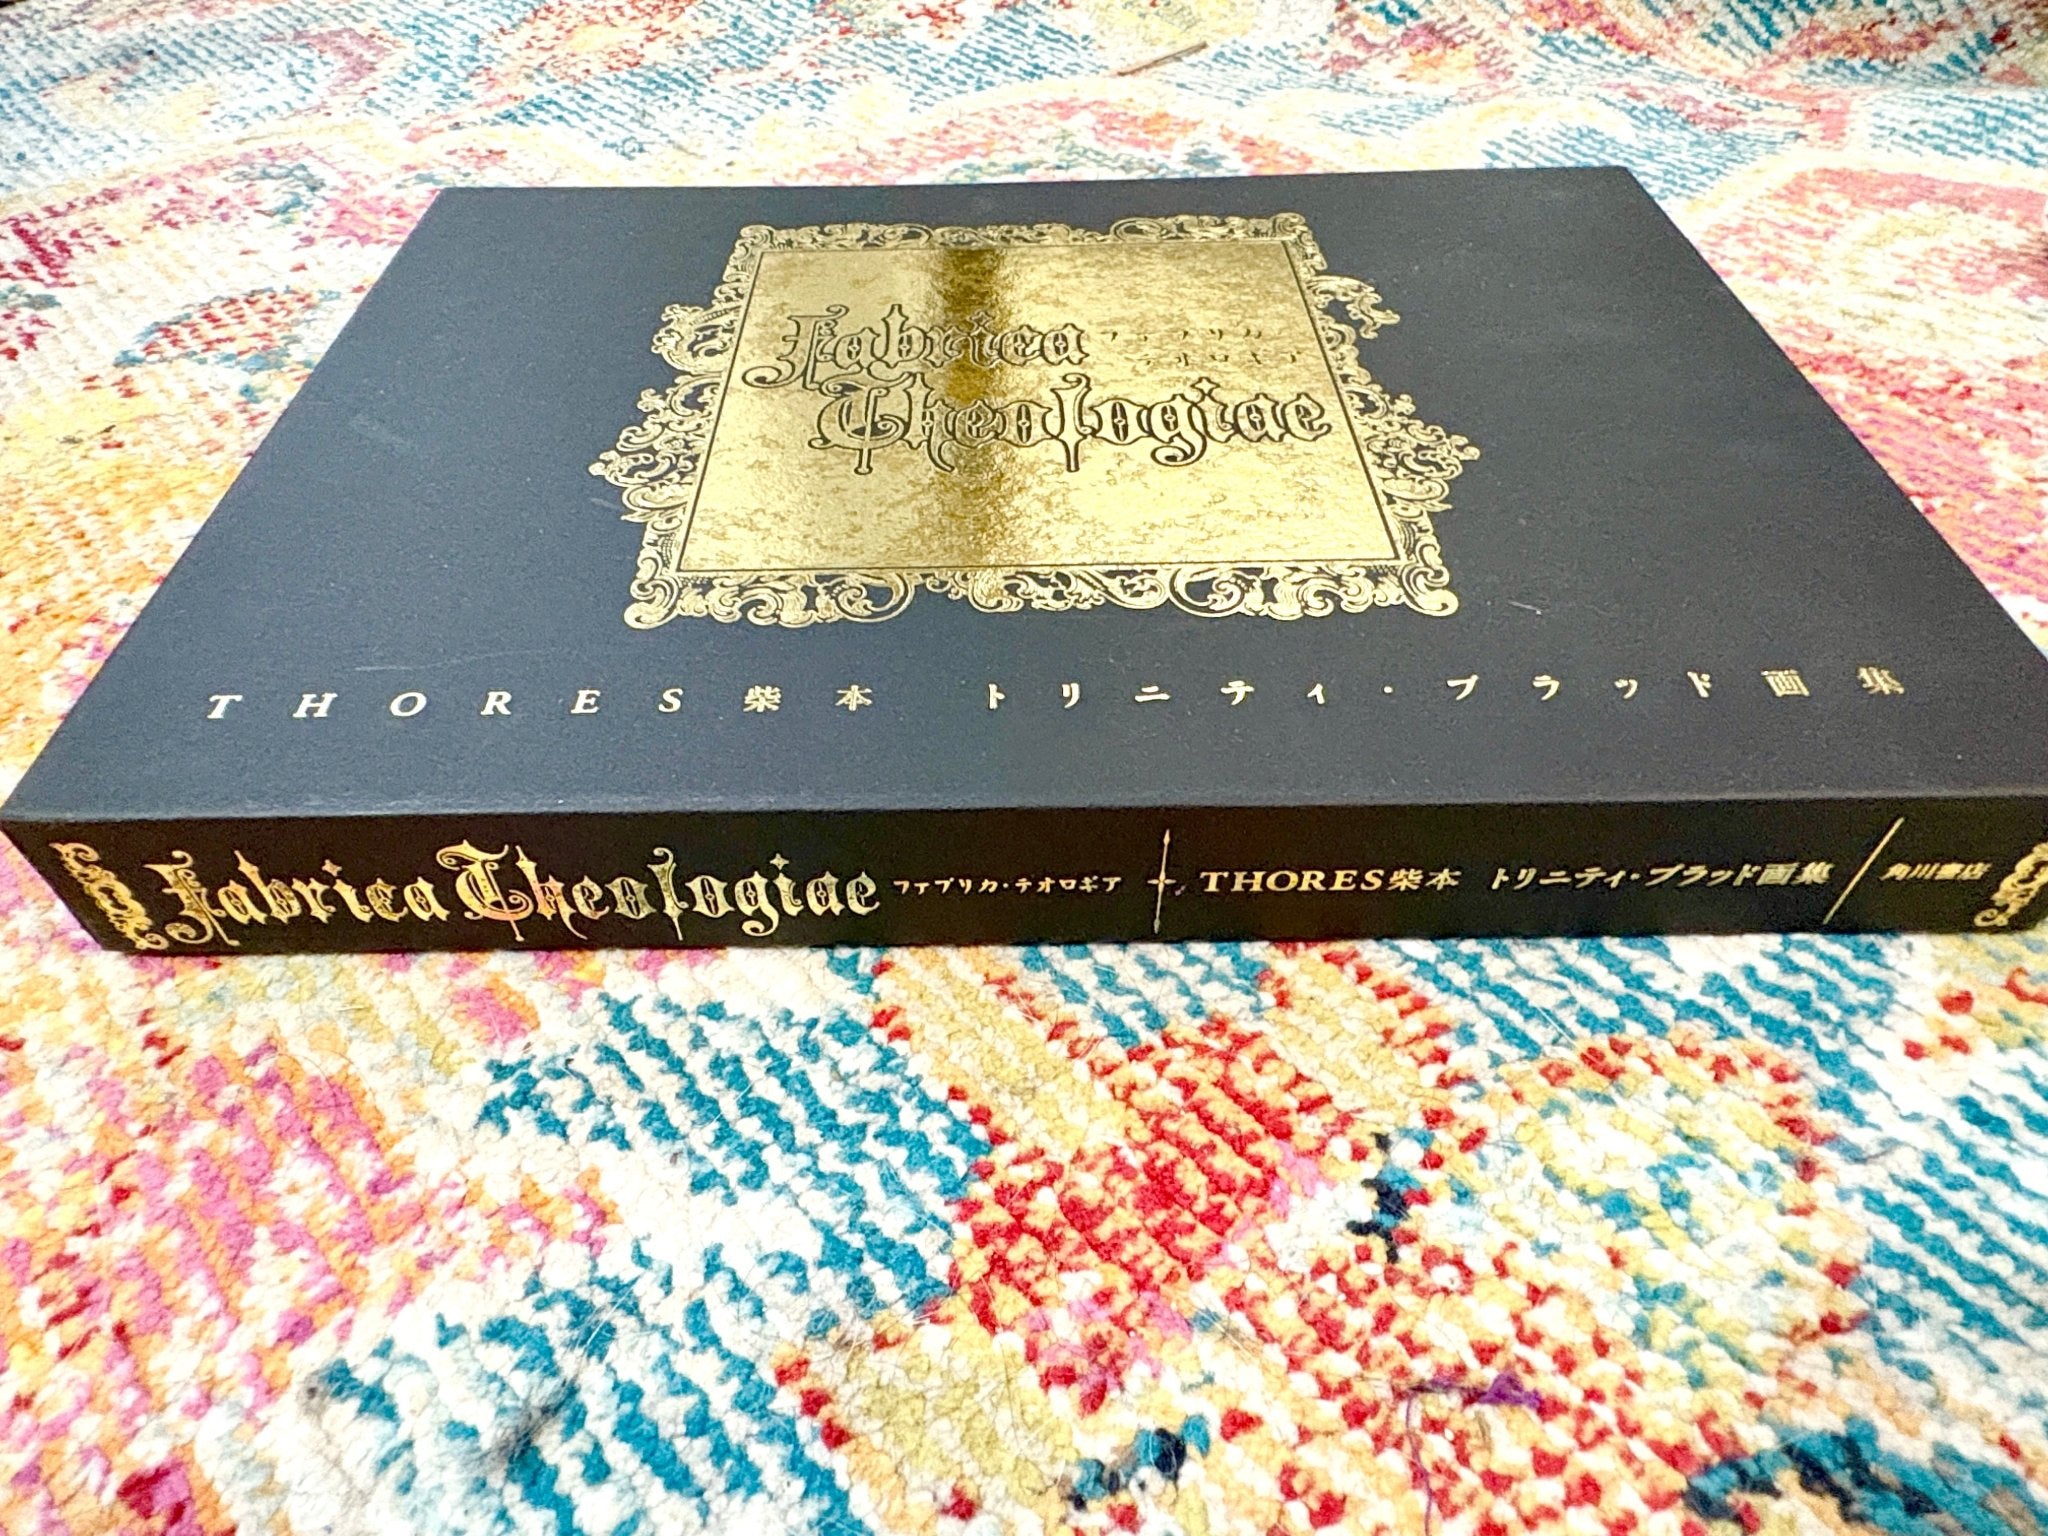 Fabrica ファブリカ
Theologiae テオロギア
THORES柴本 トリニティ・ブラッド画集
Fabrica Theologiae ファブリカ・テオロギア THORES柴本 トリニティ・ブラッド画集 角川書店